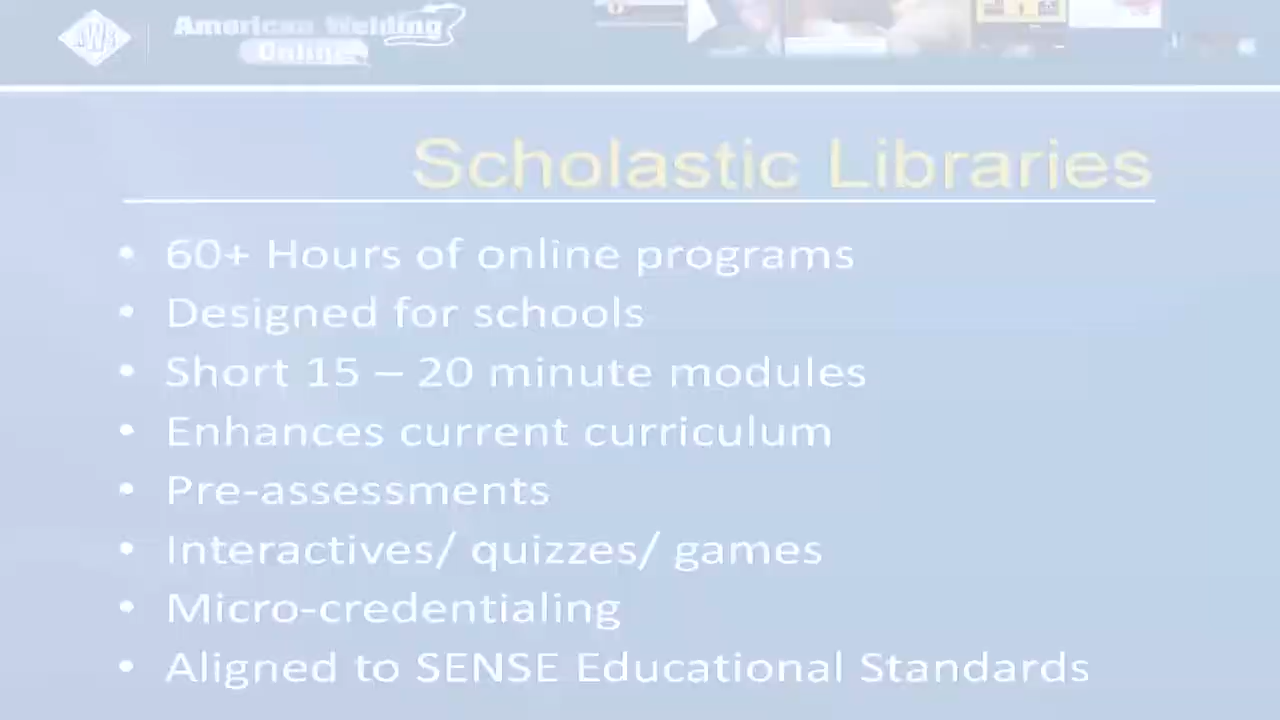 AWS
American Welding
Online
Scholastic Libraries
• 60+ Hours of online programs
• Designed for schools
• Short 15 – 20 minute modules
• Enhances current curriculum
• Pre-assessments
• Interactives/ quizzes/ games
• Micro-credentialing
• Aligned to SENSE Educational Standards